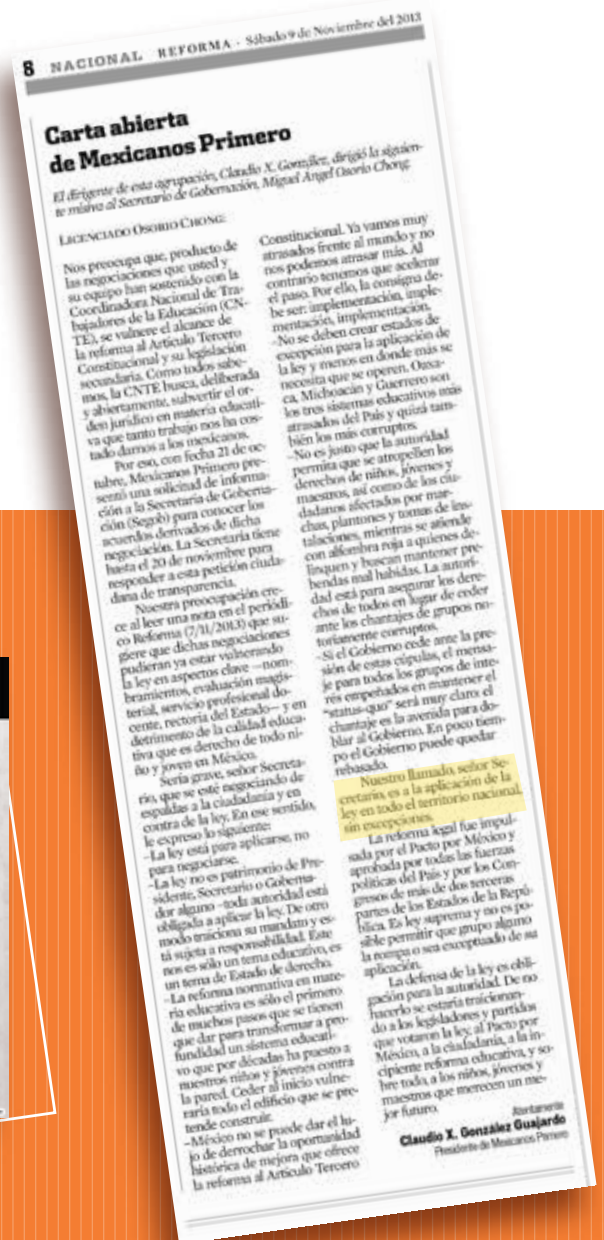 8 NACIONAL REFORMA - Sábado 9 de Noviembre del 2013
Carta abierta
de Mexicanos Primero
El dirigente de esta agrupación, Claudio X. González, dirigió la siguien-
te misiva al Secretario de Gobernación, Miguel Angel Osorio Chong.
LICENCIADO OSORIO CHONG:
Nos preocupa que, producto de
las negociaciones que usted y
su equipo han sostenido con la
Coordinadora Nacional de Tra-
bajadores de la Educación (CN-
TE), se vulnere el alcance de
la reforma al Artículo Tercero
Constitucional y su legislación
secundaria. Como todos sabe-
mos, la CNTE busca, deliberada
y abiertamente, subvertir el or-
den jurídico en materia educati-
va que tanto trabajo nos ha cos-
tado darnos a los mexicanos.
Por eso, con fecha 21 de oc-
tubre, Mexicanos Primero pre-
sentó una solicitud de informa-
ción a la Secretaría de Goberna-
ción (Segob) para conocer los
acuerdos derivados de dicha
negociación. La Secretaría tiene
hasta el 20 de noviembre para
responder a esta petición ciuda-
dana de transparencia.
Nuestra preocupación cre-
ce al leer una nota en el periódi-
co Reforma (7/11/2013) que su-
giere que dichas negociaciones
pudieran ya estar vulnerando
la ley en aspectos clave —nom-
bramientos, evaluación magis-
terial, servicio profesional do-
cente, rectoría del Estado— y en
detrimento de la calidad educa-
tiva que es derecho de todo ni-
ño y joven en México.
Sería grave, señor Secreta-
rio, que se esté negociando de
espaldas a la ciudadanía y en
contra de la ley. En ese sentido,
le expreso lo siguiente:
-La ley está para aplicarse, no
para negociarse.
-La ley no es patrimonio de Pre-
sidente, Secretario o Goberna-
dor alguno -toda autoridad está
obligada a aplicar la ley. De otro
modo traiciona su mandato y es-
tá sujeta a responsabilidad. Este
no es sólo un tema educativo, es
un tema de Estado de derecho.
-La reforma normativa en mate-
ria educativa es sólo el primero
de muchos pasos que se tienen
que dar para transformar a pro-
fundidad un sistema educati-
vo que por décadas ha puesto a
nuestros niños y jóvenes contra
la pared. Ceder al inicio vulne-
raría todo el edificio que se pre-
tende construir.
-México no se puede dar el lu-
jo de derrochar la oportunidad
histórica de mejora que ofrece
la reforma al Artículo Tercero
Constitucional. Ya vamos muy
atrasados frente al mundo y no
nos podemos atrasar más. Al
contrario tenemos que acelerar
el paso. Por ello, la consigna de-
be ser: implementación, imple-
mentación, implementación.
-No se deben crear estados de
excepción para la aplicación de
la ley y menos en donde más se
necesita que se operen. Oaxa-
ca, Michoacán y Guerrero son
los tres sistemas educativos más
atrasados del País y quizá tam-
bién los más corruptos.
-No es justo que la autoridad
permita que se atropellen los
derechos de niños, jóvenes y
maestros, así como de los ciu-
dadanos afectados por mar-
chas, plantones y tomas de ins-
talaciones, mientras se atiende
con alfombra roja a quienes de-
linquen y buscan mantener pre-
bendas mal habidas. La autori-
dad está para asegurar los dere-
chos de todos en lugar de ceder
ante los chantajes de grupos no-
toriamente corruptos.
-Si el Gobierno cede ante la pre-
sión de estas cúpulas, el mensa-
je para todos los grupos de inte-
rés empeñados en mantener el
"status-quo" será muy claro: el
chantaje es la avenida para do-
blar al Gobierno. En poco tiem-
po el Gobierno puede quedar
rebasado.
Nuestro llamado, señor Se-
cretario, es a la aplicación de la
ley en todo el territorio nacional,
sin excepciones.
La reforma legal fue impul-
sada por el Pacto por México y
aprobada por todas las fuerzas
políticas del País y por los Con-
gresos de más de dos terceras
partes de los Estados de la Repú-
blica. Es ley suprema y no es po-
sible permitir que grupo alguno
la rompa o sea exceptuado de su
aplicación.
La defensa de la ley es obli-
gación para la autoridad. De no
hacerlo se estaría traicionan-
do a los legisladores y partidos
que votaron la ley, al Pacto por
México, a la ciudadanía, a la in-
cipiente reforma educativa, y so-
bre todo, a los niños, jóvenes y
maestros que merecen un me-
jor futuro.
Atentamente
Claudio X. González Guajardo
Presidente de Mexicanos Primero